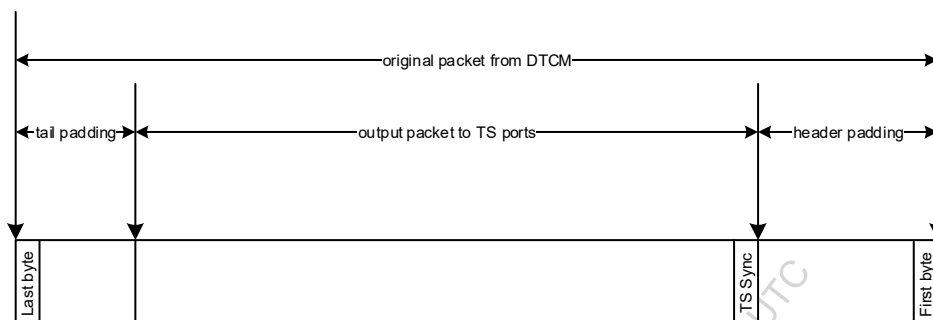 original packet from DTCM
tail padding
output packet to TS ports
header padding
Last byte
TS Sync
First byte
UTC